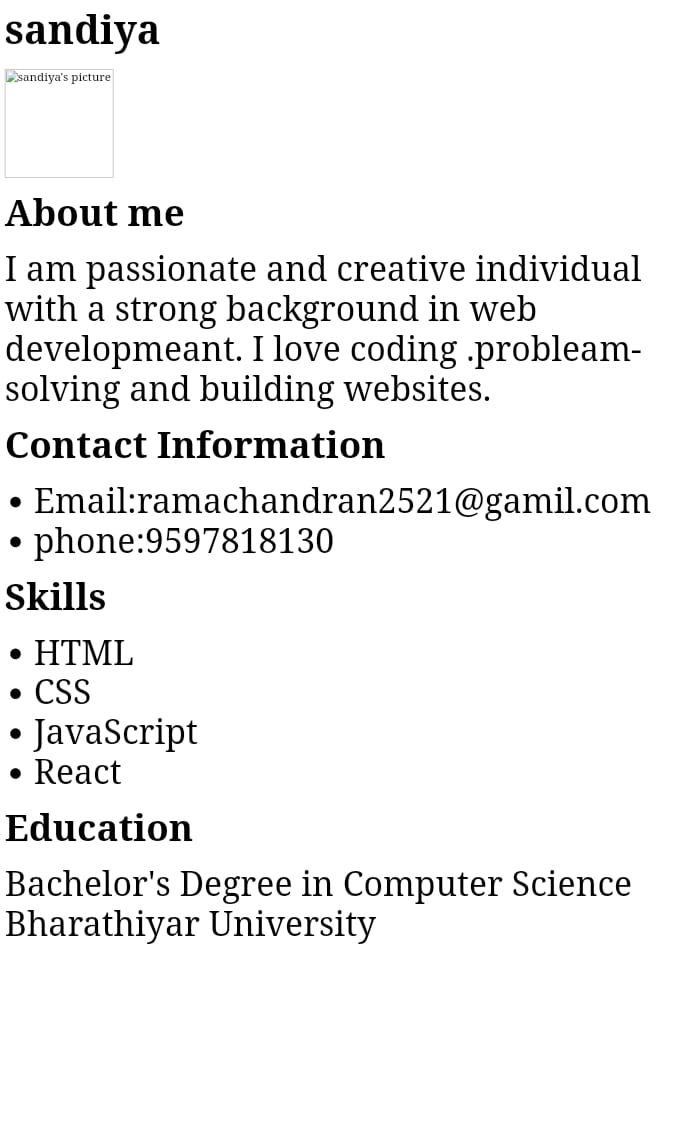 sandiya
sandiya's picture
About me
I am passionate and creative individual
with a strong background in web
developmeant. I love coding .probleam-
solving and building websites.
Contact Information
• Email:ramachandran2521@gamil.com
• phone:9597818130
Skills
• HTML
• CSS
• JavaScript
• React
Education
Bachelor's Degree in Computer Science
Bharathiyar University